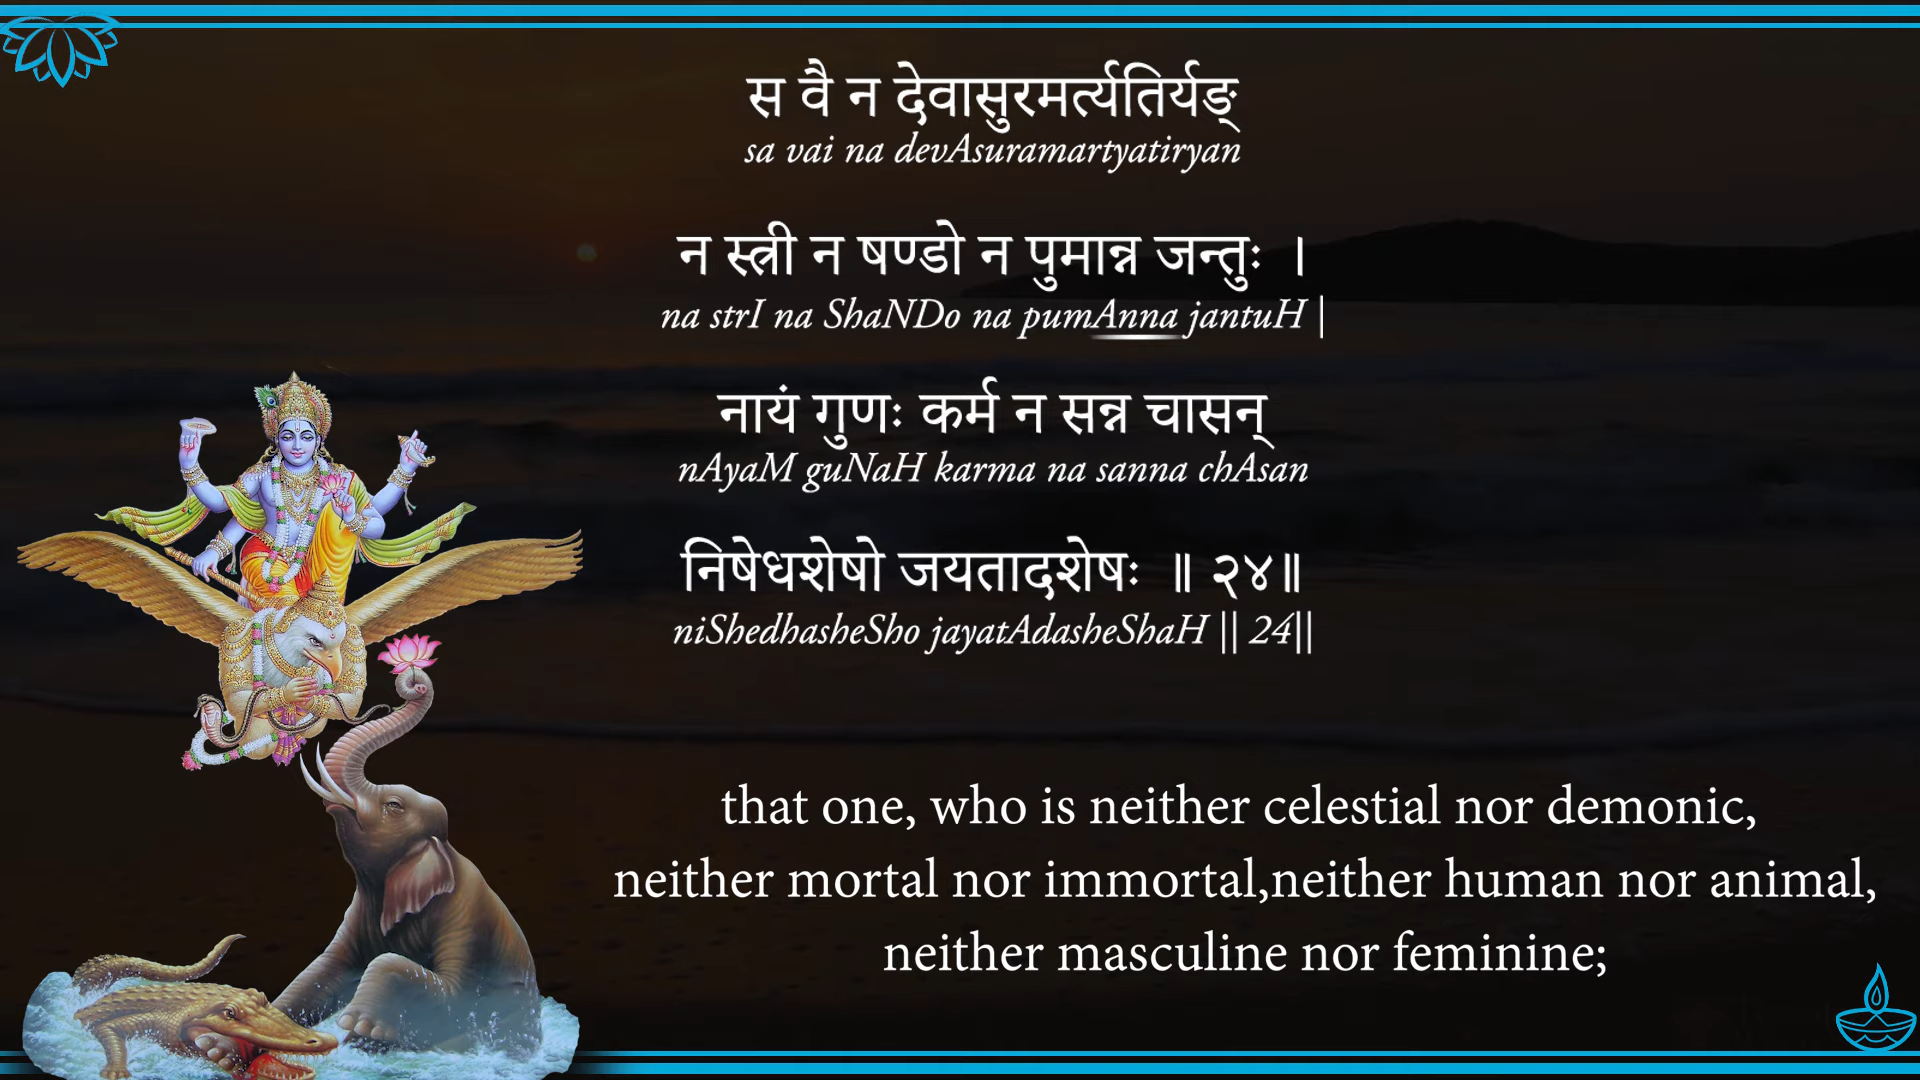 स वै न देवासुरमर्त्यतिर्यङ्
sa vai na devAsuramartyatiryan
न स्त्री न षण्डो न पुमान्न जन्तुः ।
na strI na ShaNDo na pumAnna jantuH |
नायं गुणः कर्म न सन्न चासन्
nAyaM guNaH karma na sanna chAsan
निषेधशेषो जयतादशेषः ॥ २४॥
niShedhasheSho jayatAdasheShaH || 24||
that one, who is neither celestial nor demonic,
neither mortal nor immortal,neither human nor animal,
neither masculine nor feminine;